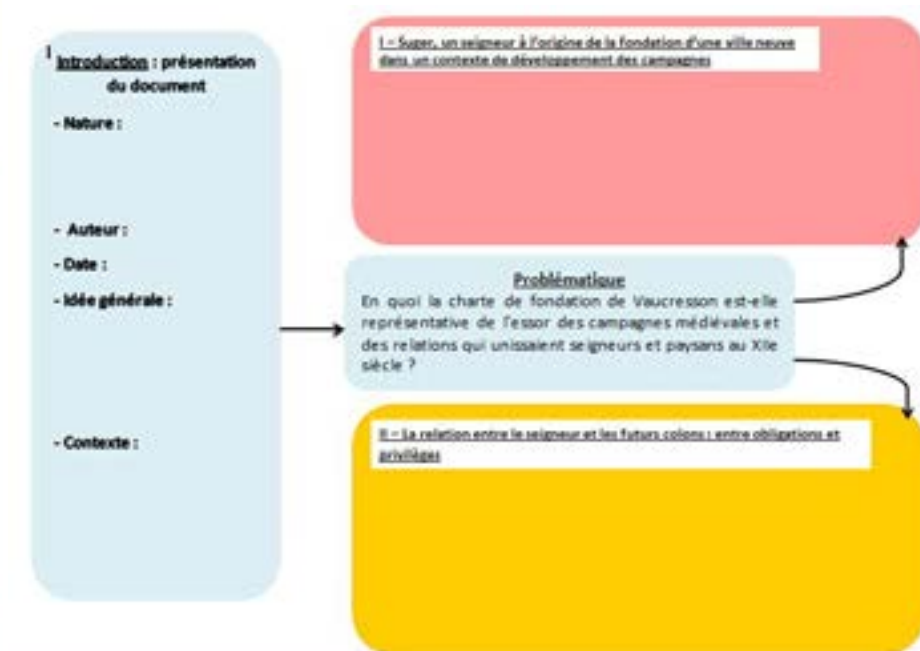 Introduction : présentation
du document
- Nature :
- Auteur :
- Date :
- Idée générale :
- Contexte :
I – Suger, un seigneur à l'origine de la fondation d'une ville neuve
dans un contexte de développement des campagnes
Problématique
En quoi la charte de fondation de Vaucresson est-elle
représentative de l'essor des campagnes médiévales et
des relations qui unissaient seigneurs et paysans au XIIe
siècle ?
II – La relation entre le seigneur et les futurs colons : entre obligations et
privilèges